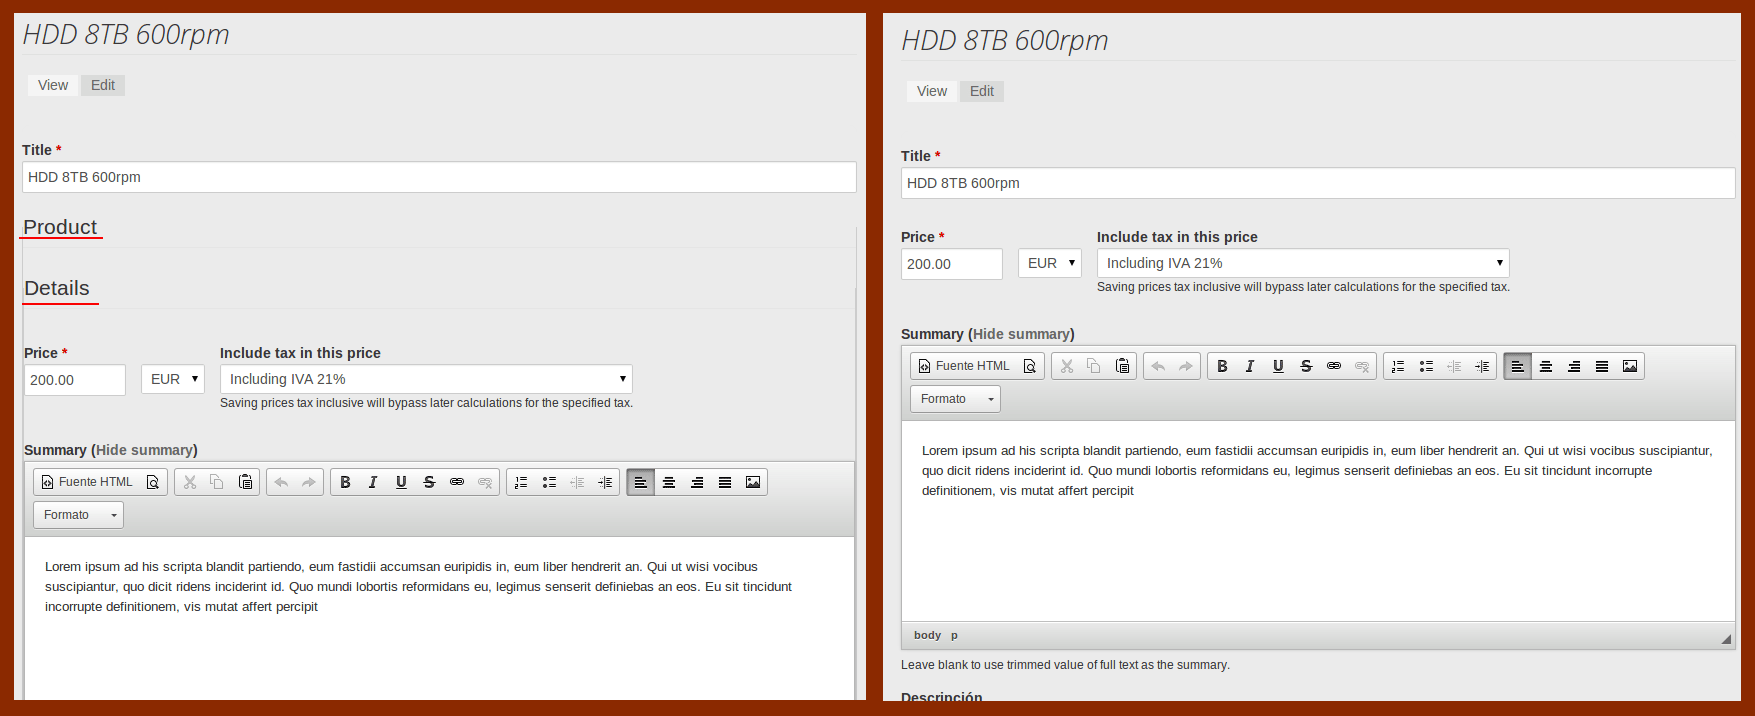 HDD 8TB 600rpm
View Edit
Title *
HDD 8TB 600rpm
Product
Details
Price * Include tax in this price
200.00 EUR Including IVA 21%
Saving prices tax inclusive will bypass later calculations for the specified tax.
Summary (Hide summary)
Fuente HTML B I U S
Formato
Lorem ipsum ad his scripta blandit partiendo, eum fastidii accumsan euripidis in, eum liber hendrerit an. Qui ut wisi vocibus
suscipiantur, quo dicit ridens inciderint id. Quo mundi lobortis reformidans eu, legimus senserit definiebas an eos. Eu sit tincidunt
incorrupte definitionem, vis mutat affert percipit
HDD 8TB 600rpm
View Edit
Title *
HDD 8TB 600rpm
Price * Include tax in this price
200.00 EUR Including IVA 21%
Saving prices tax inclusive will bypass later calculations for the specified tax.
Summary (Hide summary)
Fuente HTML B I U S
Formato
Lorem ipsum ad his scripta blandit partiendo, eum fastidii accumsan euripidis in, eum liber hendrerit an. Qui ut wisi vocibus suscipiantur,
quo dicit ridens inciderint id. Quo mundi lobortis reformidans eu, legimus senserit definiebas an eos. Eu sit tincidunt incorrupte
definitionem, vis mutat affert percipit
body p
Leave blank to use trimmed value of full text as the summary.
Descripción